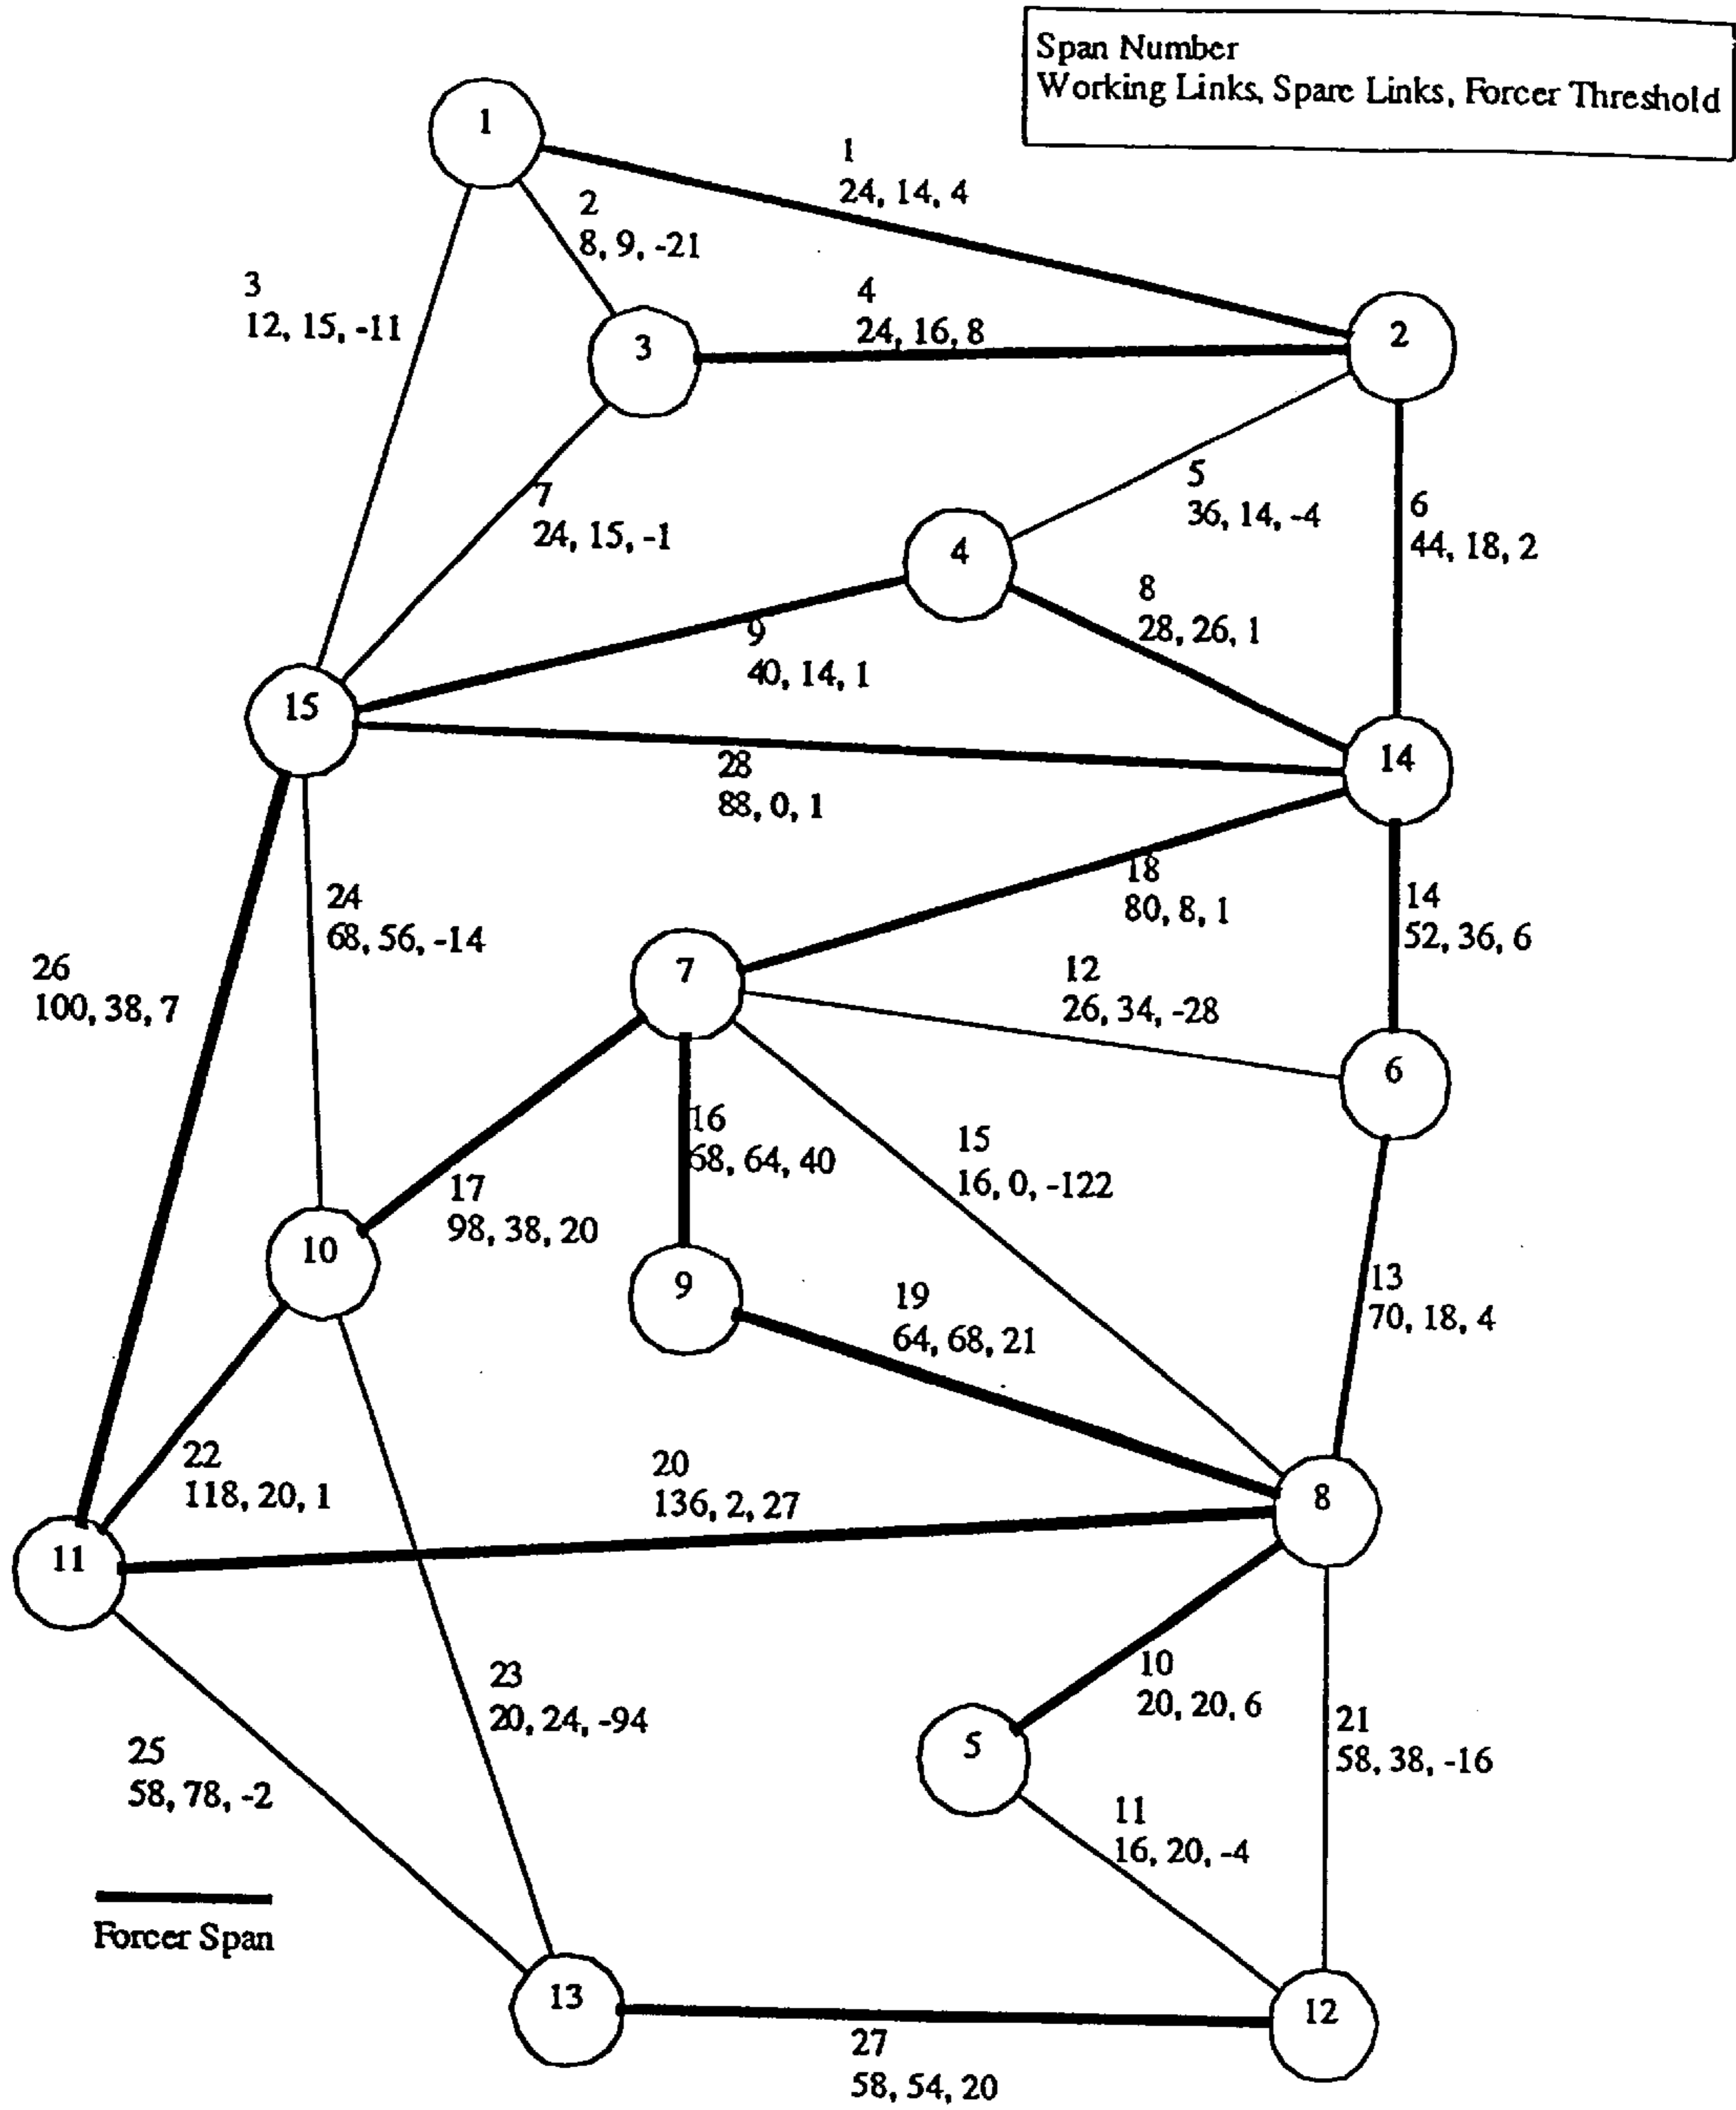 Span Number
Working Links, Spare Links, Forcer Threshold
1
1
24, 14, 4
2
8, 9, -21
3
12, 15, -11
4
24, 16, 8
2
3
5
36, 14, -4
6
44, 18, 2
7
24, 15, -1
4
8
28, 26, 1
9
40, 14, 1
15
14
28
88, 0, 1
18
80, 8, 1
14
52, 36, 6
24
68, 56, -14
26
100, 38, 7
7
12
26, 34, -28
6
16
68, 64, 40
15
16, 0, -122
17
98, 38, 20
10
9
19
64, 68, 21
13
70, 18, 4
22
118, 20, 1
20
136, 2, 27
8
11
23
20, 24, -94
10
20, 20, 6
21
58, 38, -16
5
25
58, 78, -2
11
16, 20, -4
Forcer Span
13
12
27
58, 54, 20